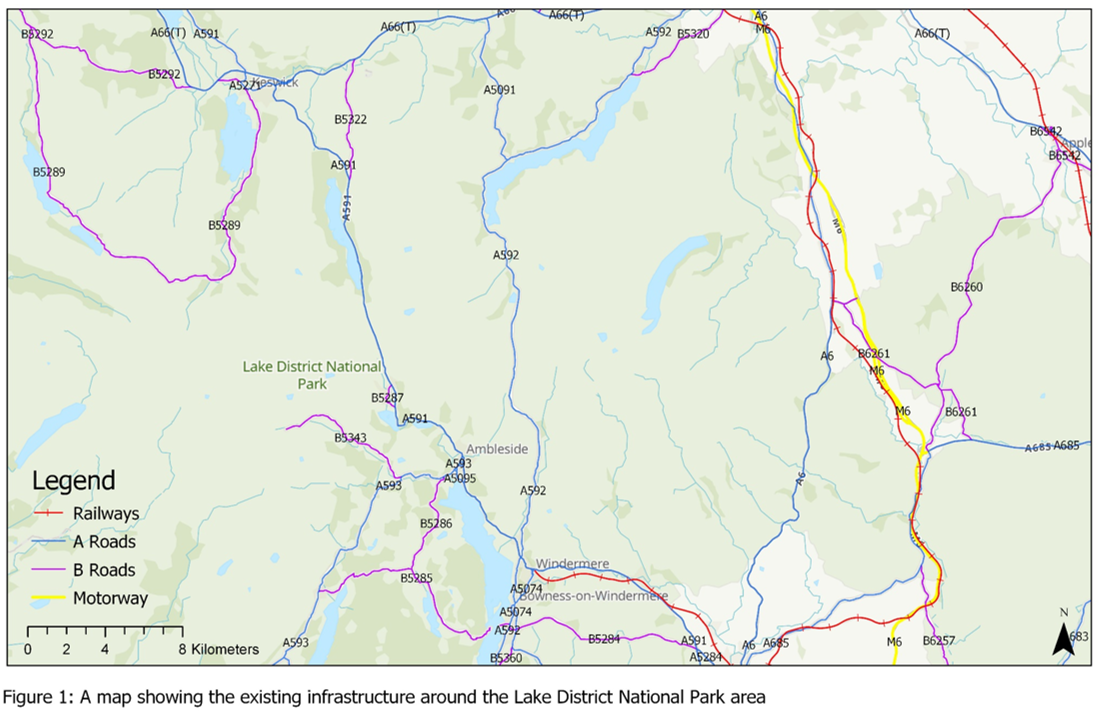 A66(T)
A66(T)
A6
B5292
A66(T)
A591
A66(T)
A592
B5320
M6
A66(T)
B5292
A5271
Keswick
A5091
B5322
B6542
Apple
B6542
A591
B5289
A591
B5289
M6
A592
B6260
A6
B6261
Lake District National
Park
M6
B5287
A591
M6
B6261
B5343
Ambleside
A685
A685
A593
A5095
A6
A593
A592
Legend
Railways
B5286
A Roads
Windermere
B Roads
B5285
A5074
Bowness-on-Windermere
Motorway
A5074
N
A592
0 2 4 8 Kilometers
A593
B5284
A591
A6
A685
M6
B6257
683
B5360
A5284
Figure 1: A map showing the existing infrastructure around the Lake District National Park area